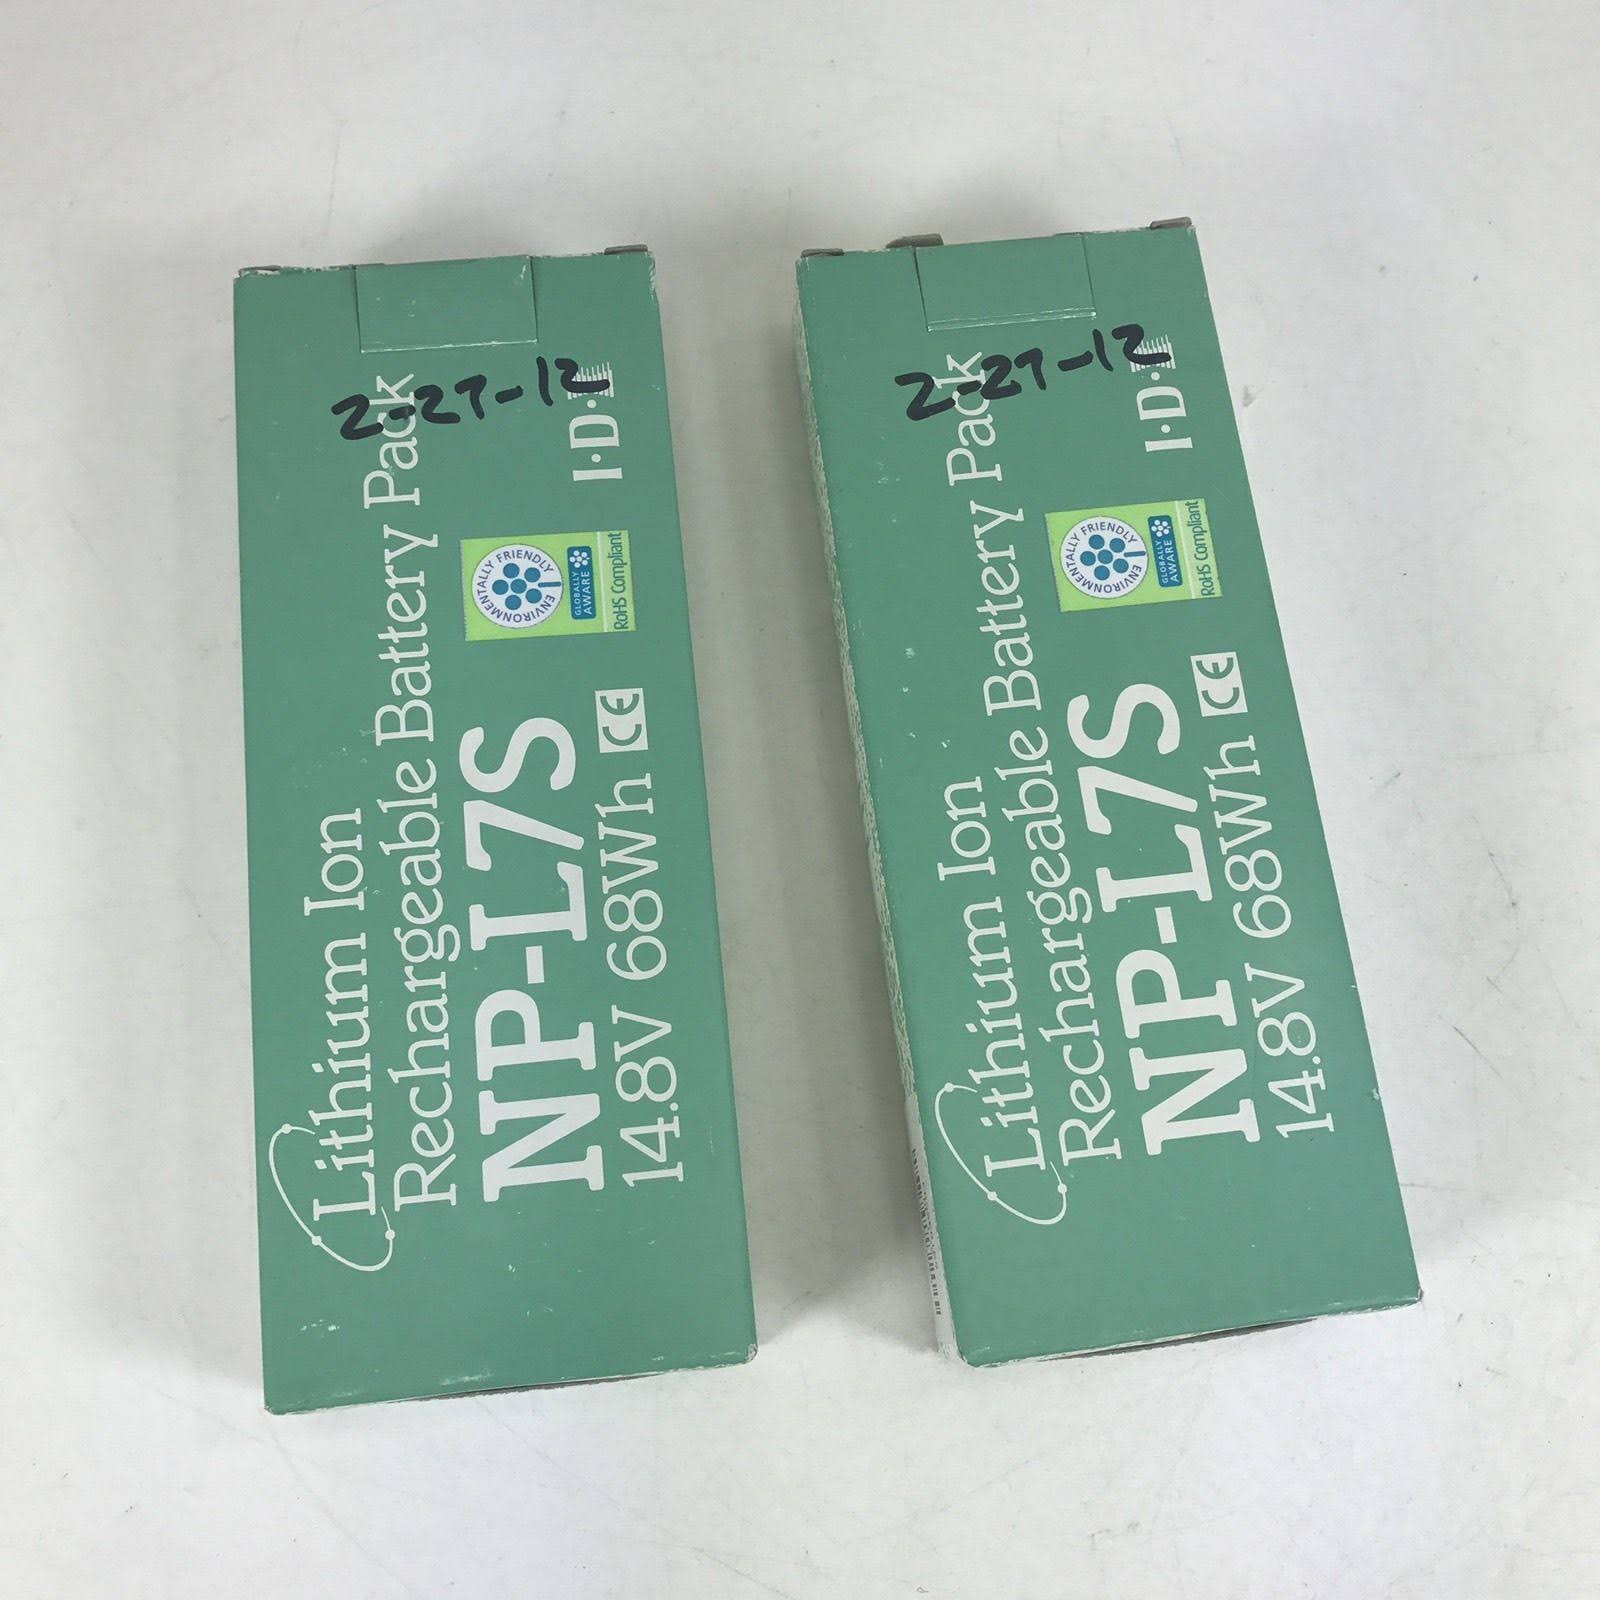 2-27-12
Lithium Ion
Rechargeable Battery Pack
NP-L7S
14.8V 68Wh CE
ENVIRONMENTALLY FRIENDLY
GLOBALLY
AWARE
RoHS Compliant
I·D·X
2-27-12
Lithium Ion
Rechargeable Battery Pack
NP-L7S
14.8V 68Wh CE
ENVIRONMENTALLY FRIENDLY
GLOBALLY
AWARE
RoHS Compliant
I·D·X